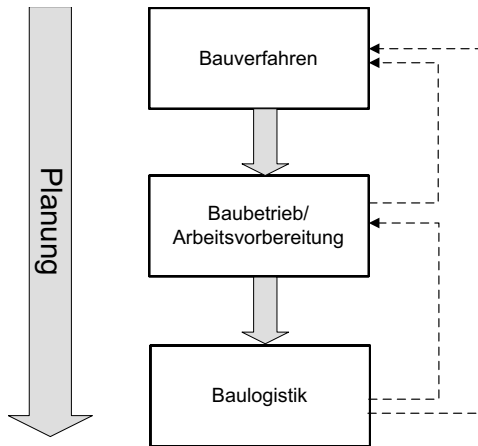 Planung
Bauverfahren
Baubetrieb/
Arbeitsvorbereitung
Baulogistik